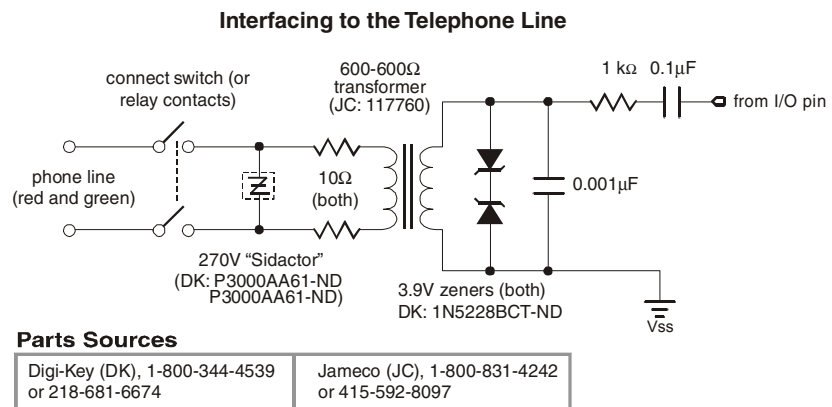 Interfacing to the Telephone Line
connect switch (or
relay contacts)
600-600Ω
transformer
(JC: 117760)
1 kΩ
0.1µF
from I/O pin
phone line
(red and green)
10Ω
(both)
0.001µF
270V “Sidactor”
(DK: P3000AA61-ND
P3000AA61-ND)
3.9V zeners (both)
DK: 1N5228BCT-ND
Vss
Parts Sources
Digi-Key (DK), 1-800-344-4539
or 218-681-6674
Jameco (JC), 1-800-831-4242
or 415-592-8097